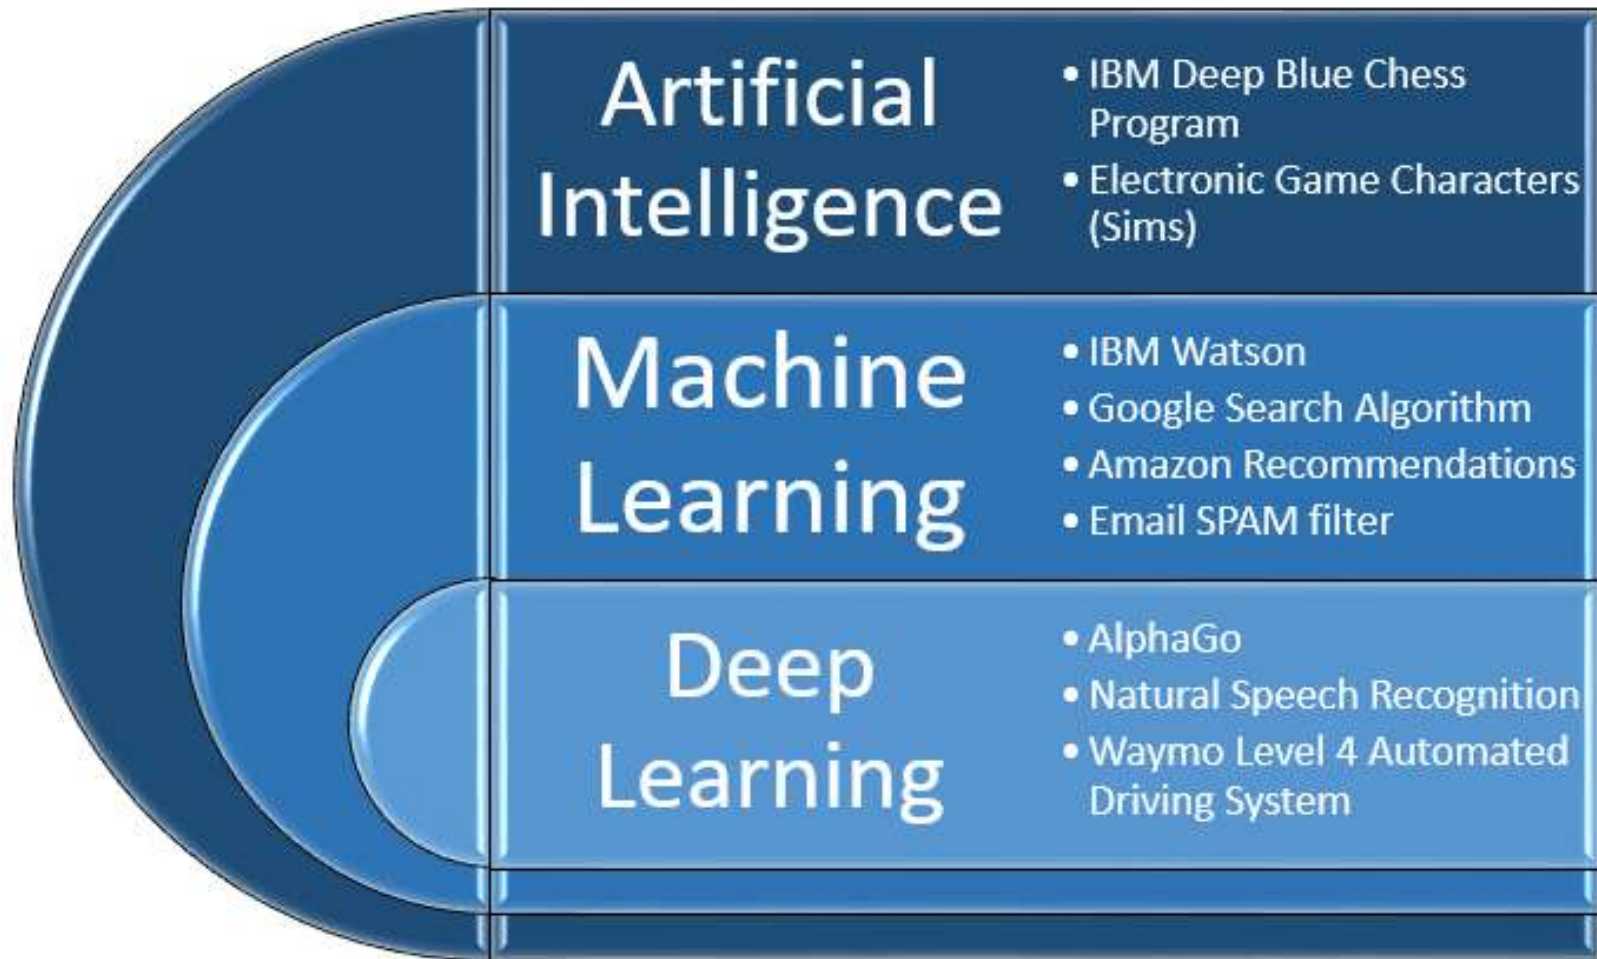 Artificial
Intelligence
• IBM Deep Blue Chess
Program
• Electronic Game Characters
(Sims)
Machine
Learning
• IBM Watson
• Google Search Algorithm
• Amazon Recommendations
• Email SPAM filter
Deep
Learning
• AlphaGo
• Natural Speech Recognition
• Waymo Level 4 Automated
Driving System